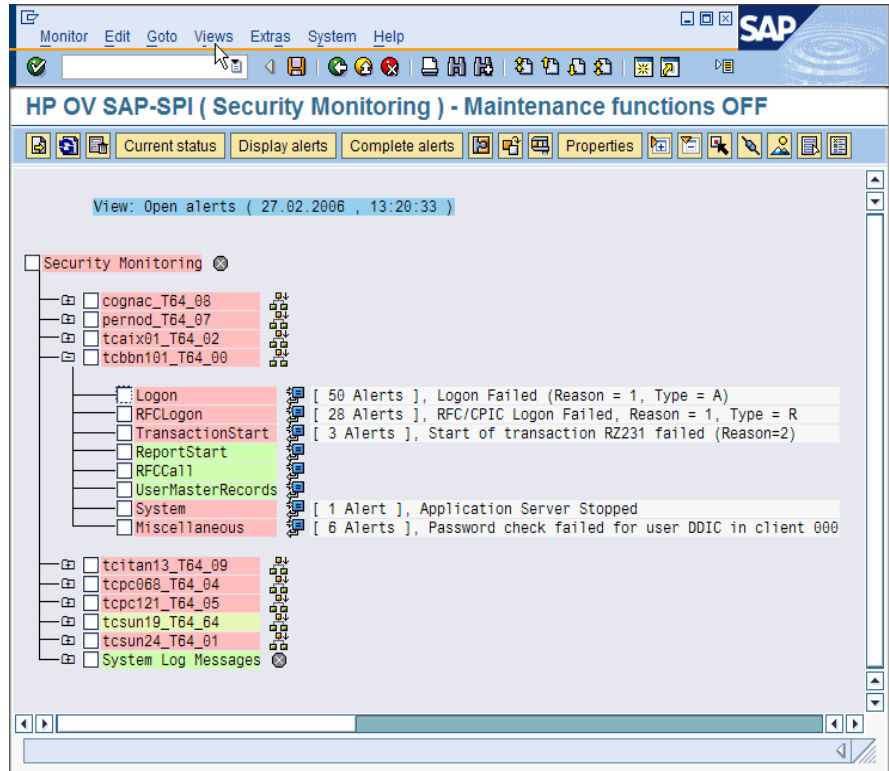 Monitor Edit Goto Views Extras System Help
SAP
HP OV SAP-SPI ( Security Monitoring ) - Maintenance functions OFF
Current status Display alerts Complete alerts Properties
View: Open alerts ( 27.02.2006 , 13:20:33 )
Security Monitoring
cognac_T64_08
pernod_T64_07
tcaix01_T64_02
tcbbn101_T64_00
Logon [ 50 Alerts ], Logon Failed (Reason = 1, Type = A)
RFCLogon [ 28 Alerts ], RFC/CPIC Logon Failed, Reason = 1, Type = R
TransactionStart [ 3 Alerts ], Start of transaction RZ231 failed (Reason=2)
ReportStart
RFCCall
UserMasterRecords
System [ 1 Alert ], Application Server Stopped
Miscellaneous [ 6 Alerts ], Password check failed for user DDIC in client 000
tcitan13_T64_09
tcpc068_T64_04
tcpc121_T64_05
tcsun19_T64_64
tcsun24_T64_01
System Log Messages